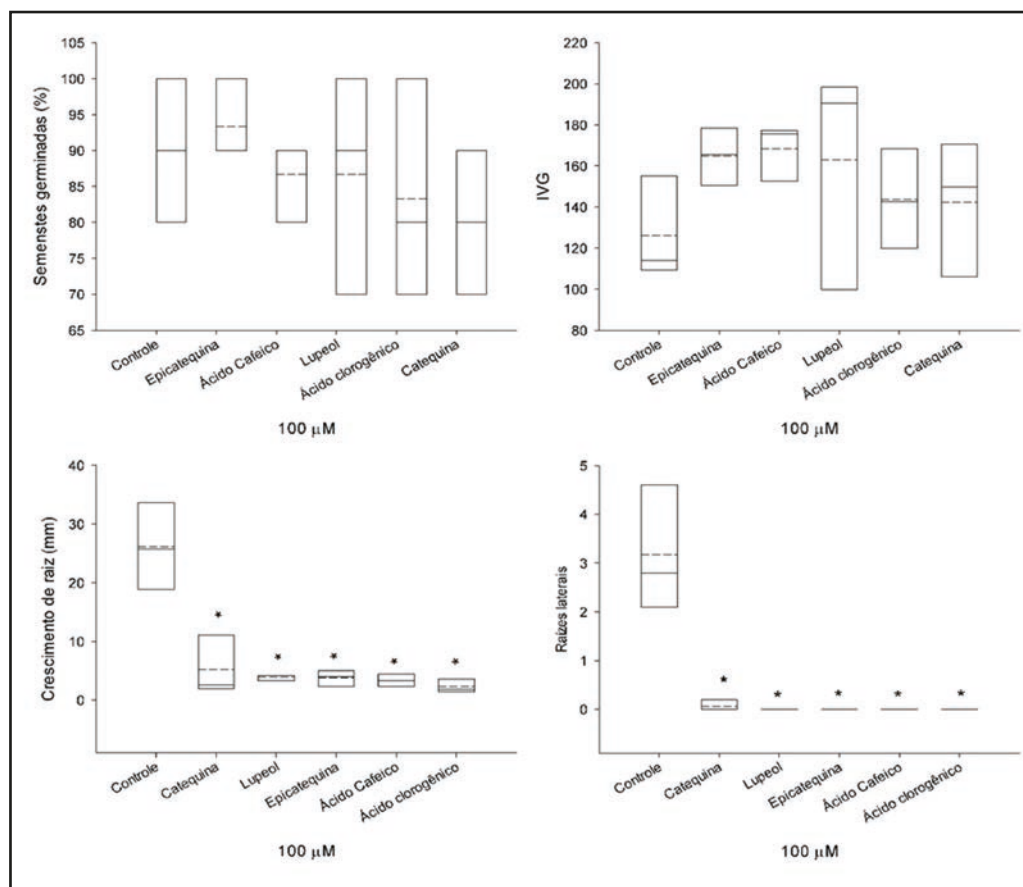 Semenstes germinadas (%)
105
100
95
90
85
80
75
70
65
Controle
Epicatequina
Ácido Cafeico
Lupeol
Ácido clorogênico
Catequina
100 µM
IVG
220
200
180
160
140
120
100
80
Controle
Epicatequina
Ácido Cafeico
Lupeol
Ácido clorogênico
Catequina
100 µM
Crescimento de raiz (mm)
40
30
20
10
0
*
*
*
*
*
Controle
Catequina
Lupeol
Epicatequina
Ácido Cafeico
Ácido clorogênico
100 µM
Raízes laterais
5
4
3
2
1
0
*
*
*
*
*
Controle
Catequina
Lupeol
Epicatequina
Ácido Cafeico
Ácido clorogênico
100 µM